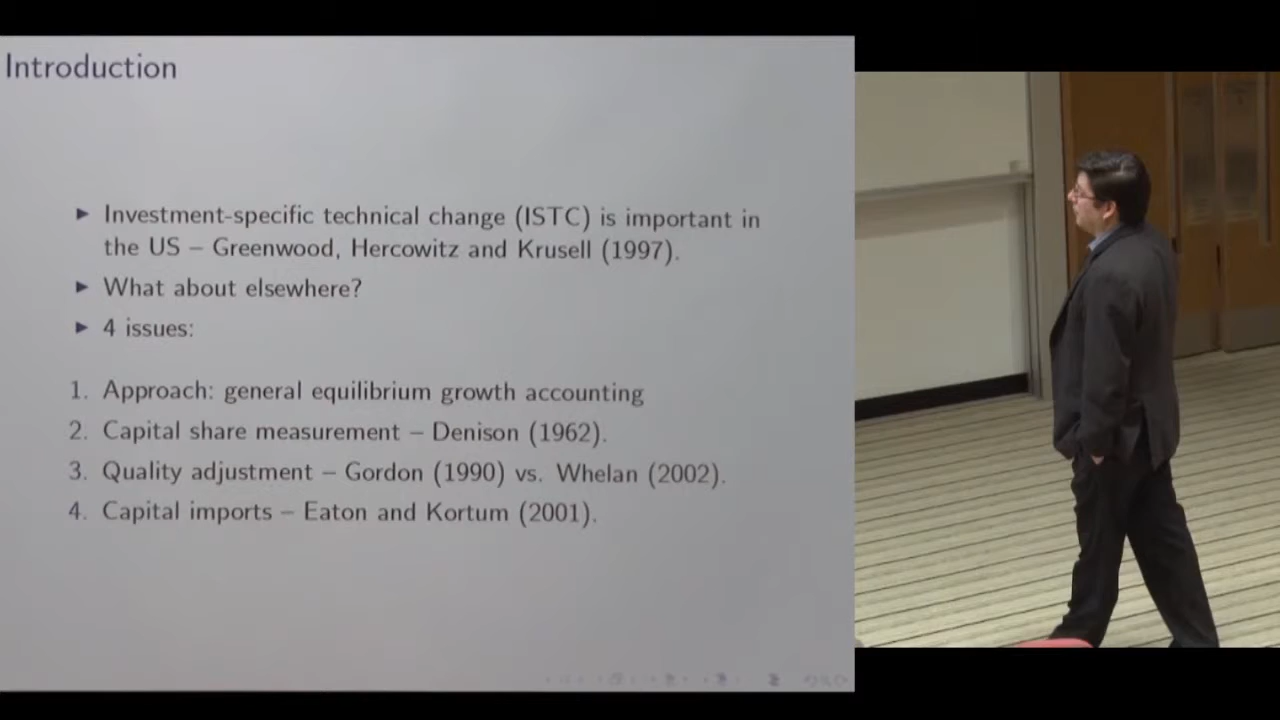 Introduction
► Investment-specific technical change (ISTC) is important in
the US – Greenwood, Hercowitz and Krusell (1997).
► What about elsewhere?
► 4 issues:
1. Approach: general equilibrium growth accounting
2. Capital share measurement – Denison (1962).
3. Quality adjustment – Gordon (1990) vs. Whelan (2002).
4. Capital imports – Eaton and Kortum (2001).